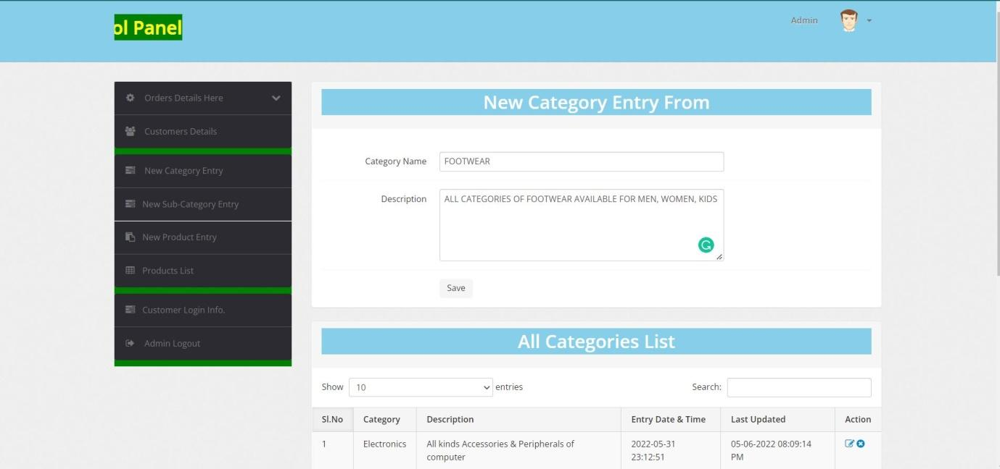 ol Panel
Admin
Orders Details Here
Customers Details
New Category Entry
New Sub-Category Entry
New Product Entry
Products List
Customer Login Info.
Admin Logout
New Category Entry From
Category Name
FOOTWEAR
Description
ALL CATEGORIES OF FOOTWEAR AVAILABLE FOR MEN, WOMEN, KIDS
Save
All Categories List
Show 10 entries
Search:
Sl.No Category Description Entry Date & Time Last Updated Action
1 Electronics All kinds Accessories & Peripherals of 2022-05-31 05-06-2022 08:09:14
computer 23:12:51 PM